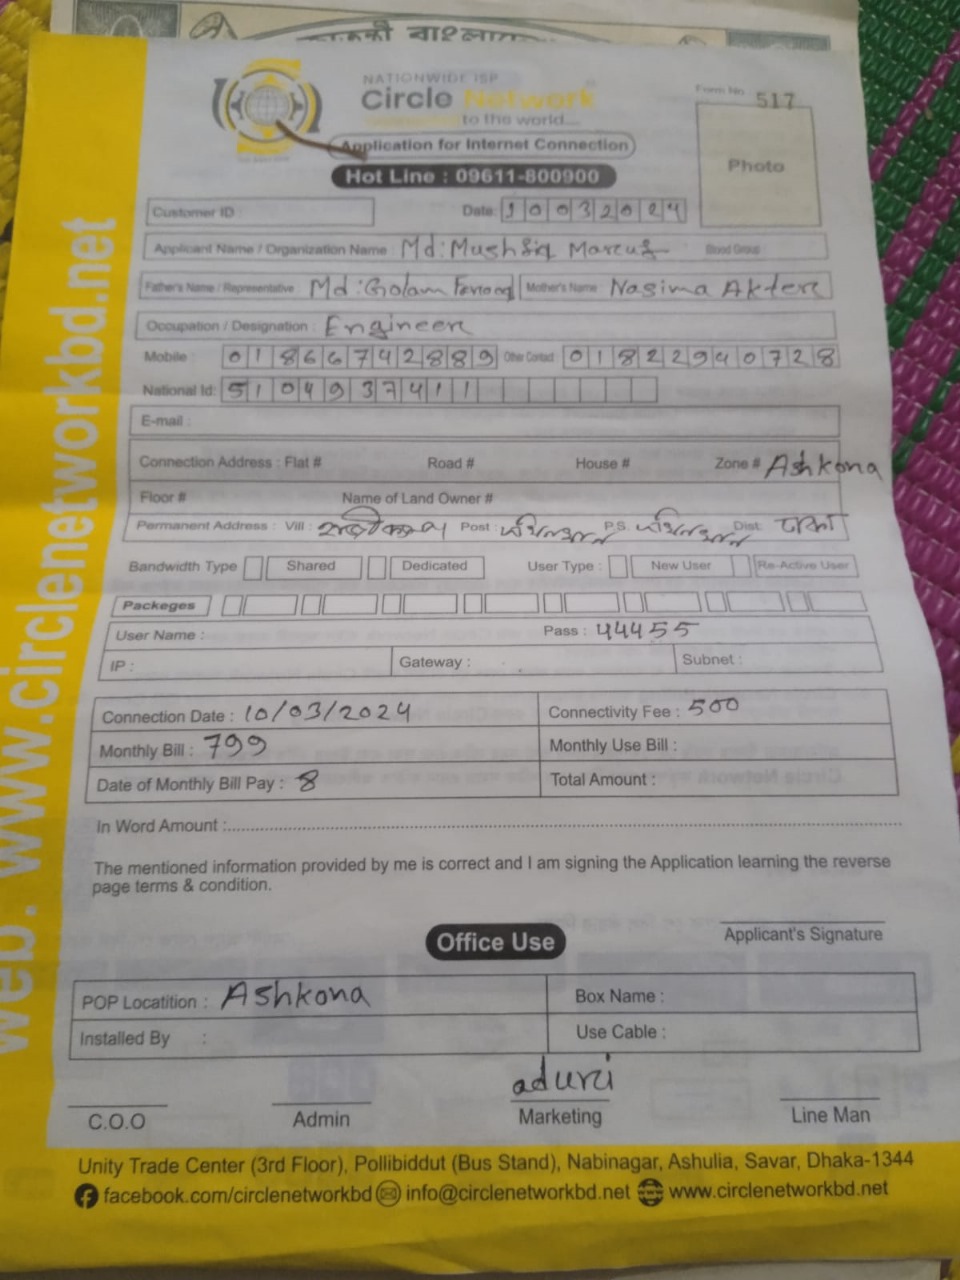 NATIONWIDE ISP
Circle Network
to the world...
Application for Internet Connection
Hot Line : 09611-800900
Form No 517
Photo
Customer ID :
Date: 10032024
Applicant Name / Organization Name : Md: Mushfiq Marcuf Blood Group :
Father's Name / Representative : Md: Golam Farooq Mother's Name : Nasima Akter
Occupation / Designation : Engineer
Mobile : 01866742889 Other Contact 01822940728
National Id: 5104937411
E-mail :
Connection Address : Flat # Road # House # Zone # Ashkona
Floor # Name of Land Owner #
Permanent Address : Vill : Post : P.S. Dist: ঢাকা
Bandwidth Type Shared Dedicated User Type : New User Re-Active User
Packeges
User Name : Pass : 44455
IP : Gateway : Subnet :
Connection Date : 10/03/2024 Connectivity Fee : 500
Monthly Bill : 799 Monthly Use Bill :
Date of Monthly Bill Pay : 8 Total Amount :
In Word Amount :
The mentioned information provided by me is correct and I am signing the Application learning the reverse
page terms & condition.
Applicant's Signature
Office Use
POP Locatition : Ashkona Box Name :
Installed By : Use Cable :
aduri
C.O.O Admin Marketing Line Man
Unity Trade Center (3rd Floor), Pollibiddut (Bus Stand), Nabinagar, Ashulia, Savar, Dhaka-1344
facebook.com/circlenetworkbd info@circlenetworkbd.net www.circlenetworkbd.net
web. www.circlenetworkbd.net